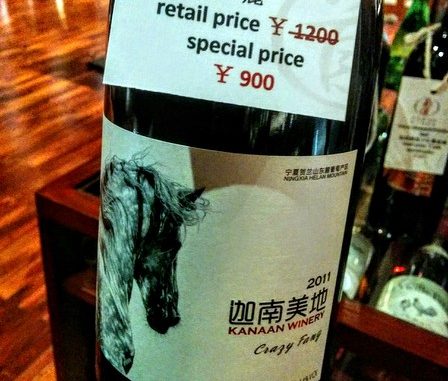 retail price ￥ 1200
special price
￥ 900
宁夏贺兰山东麓葡萄产区
NINGXIA HELAN MOUNTAIN
2011
迦南美地
KANAAN WINERY
Crazy Fang